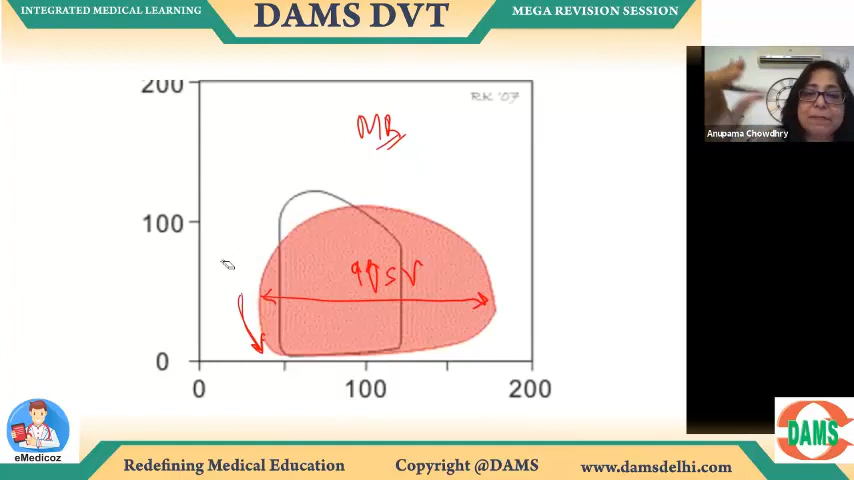 INTEGRATED MEDICAL LEARNING
DAMS DVT
MEGA REVISION SESSION
200
RK '07
MR
Anupama Chowdhry
100
0
0
100
200
eMedicoz
DAMS
Redefining Medical Education
Copyright @DAMS
www.damsdelhi.com